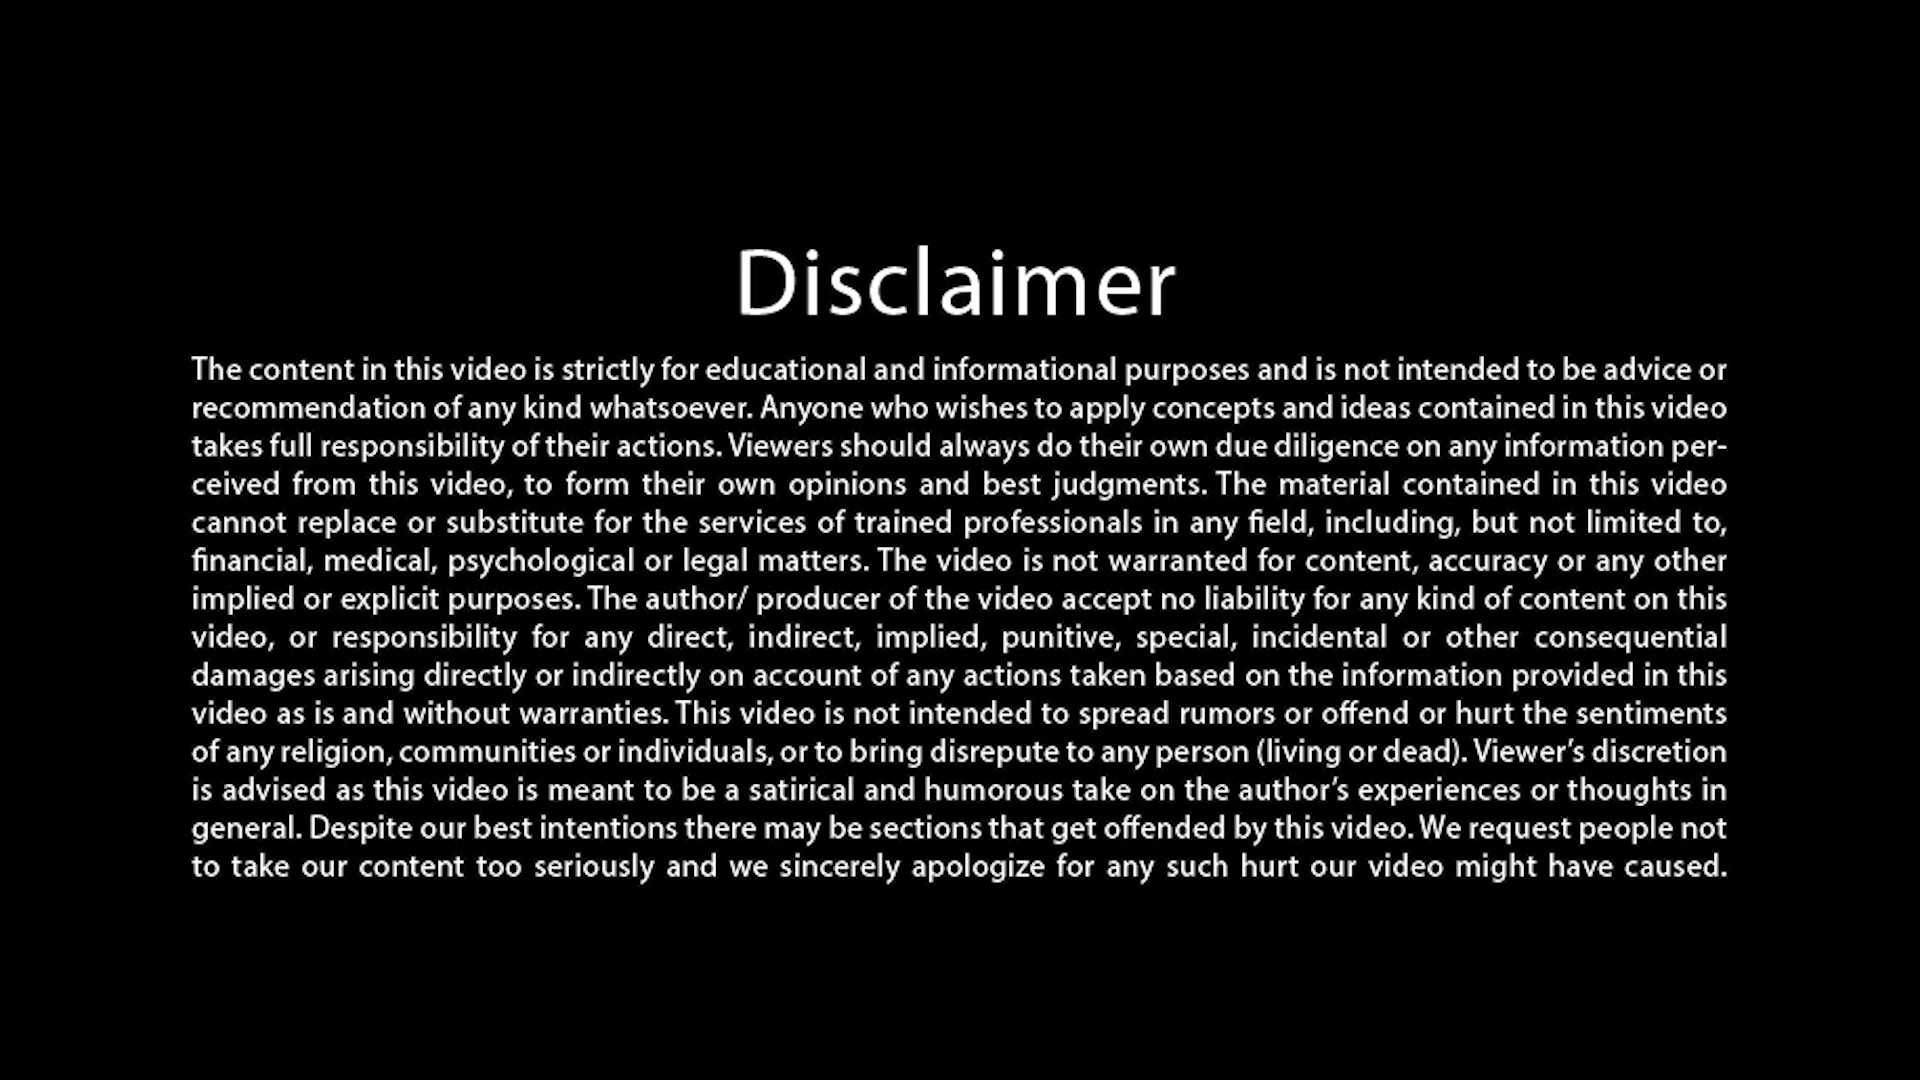 Disclaimer
The content in this video is strictly for educational and informational purposes and is not intended to be advice or
recommendation of any kind whatsoever. Anyone who wishes to apply concepts and ideas contained in this video
takes full responsibility of their actions. Viewers should always do their own due diligence on any information per-
ceived from this video, to form their own opinions and best judgments. The material contained in this video
cannot replace or substitute for the services of trained professionals in any field, including, but not limited to,
financial, medical, psychological or legal matters. The video is not warranted for content, accuracy or any other
implied or explicit purposes. The author/ producer of the video accept no liability for any kind of content on this
video, or responsibility for any direct, indirect, implied, punitive, special, incidental or other consequential
damages arising directly or indirectly on account of any actions taken based on the information provided in this
video as is and without warranties. This video is not intended to spread rumors or offend or hurt the sentiments
of any religion, communities or individuals, or to bring disrepute to any person (living or dead). Viewer’s discretion
is advised as this video is meant to be a satirical and humorous take on the author’s experiences or thoughts in
general. Despite our best intentions there may be sections that get offended by this video. We request people not
to take our content too seriously and we sincerely apologize for any such hurt our video might have caused.